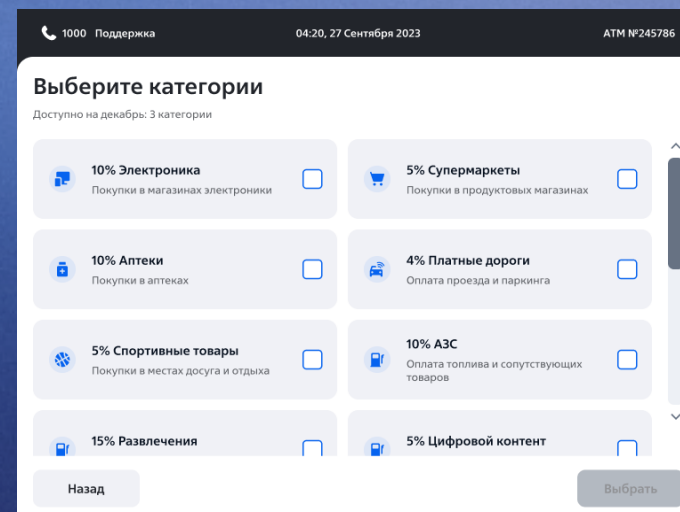 1000 Поддержка
04:20, 27 Сентября 2023
ATM №245786
Выберите категории
Доступно на декабрь: 3 категории
10% Электроника
Покупки в магазинах электроники
5% Супермаркеты
Покупки в продуктовых магазинах
10% Аптеки
Покупки в аптеках
4% Платные дороги
Оплата проезда и паркинга
5% Спортивные товары
Покупки в местах досуга и отдыха
10% АЗС
Оплата топлива и сопутствующих
товаров
15% Развлечения
5% Цифровой контент
Назад
Выбрать